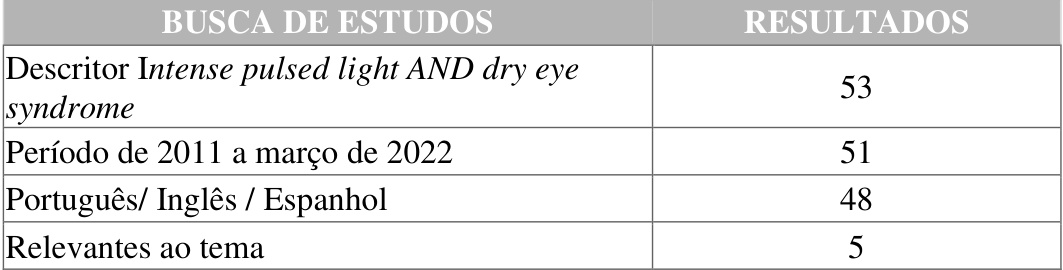 BUSCA DE ESTUDOS RESULTADOS
Descritor Intense pulsed light AND dry eye
syndrome
53
Período de 2011 a março de 2022 51
Português/ Inglês / Espanhol 48
Relevantes ao tema 5